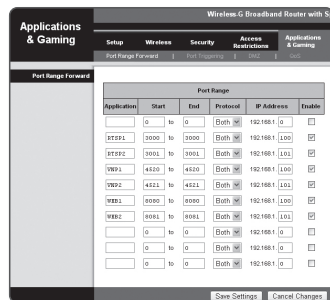 Wireless-G Broadband Router with S
Applications
& Gaming
Setup Wireless Security Access Restrictions Applications & Gaming
Port Range Forward | Port Triggering | DMZ | QoS
Port Range Forward
Port Range
Application Start End Protocol IP Address Enable
0 to 0 Both 192.168.1. 0
RTSP1 3000 to 3000 Both 192.168.1. 100
RTSP2 3001 to 3001 Both 192.168.1. 101
VNP1 4520 to 4520 Both 192.168.1. 100
VNP2 4521 to 4521 Both 192.168.1. 101
WEB1 8080 to 8080 Both 192.168.1. 100
WEB2 8081 to 8081 Both 192.168.1. 101
0 to 0 Both 192.168.1. 0
0 to 0 Both 192.168.1. 0
0 to 0 Both 192.168.1. 0
Save Settings Cancel Changes